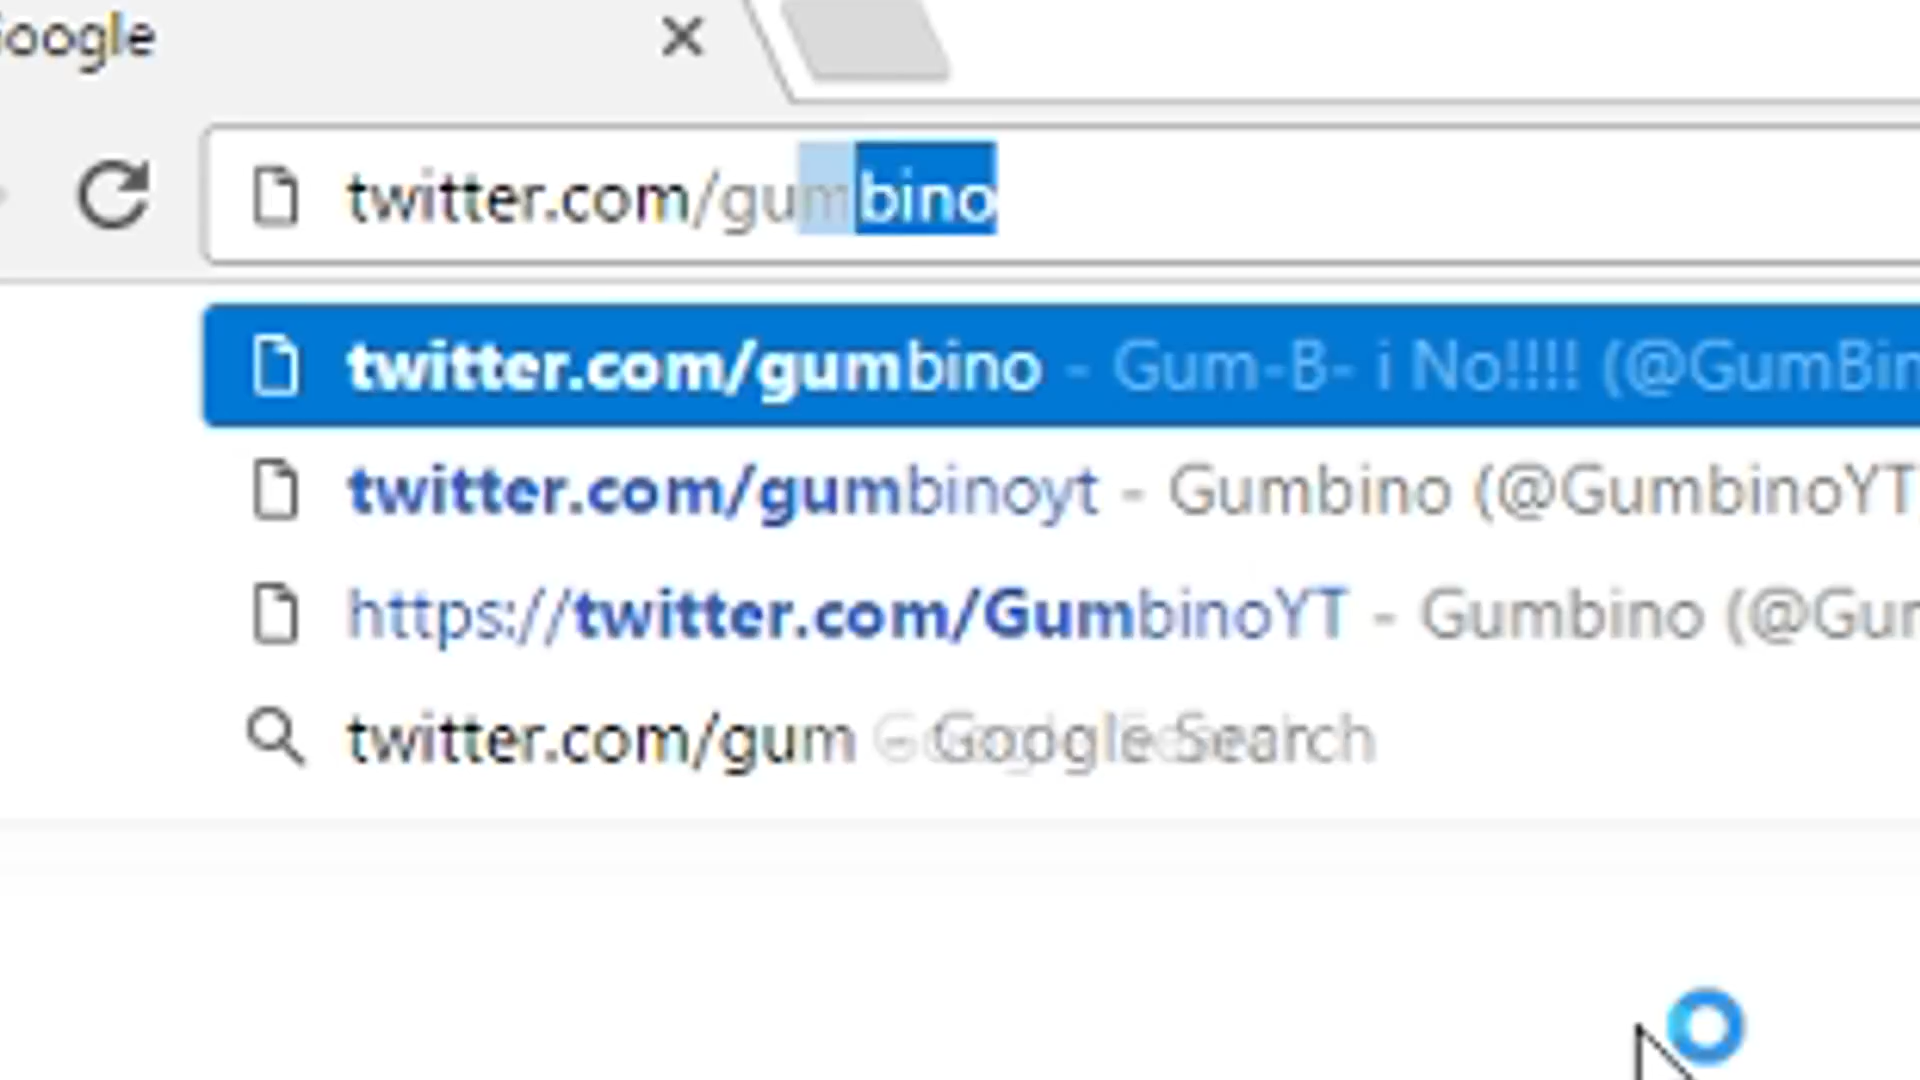 oogle
twitter.com/gumbino
twitter.com/gumbino - Gum-B- i No!!!! (@GumBin
twitter.com/gumbinoyt - Gumbino (@GumbinoYT
https://twitter.com/GumbinoYT - Gumbino (@Gum
twitter.com/gum - Google Search